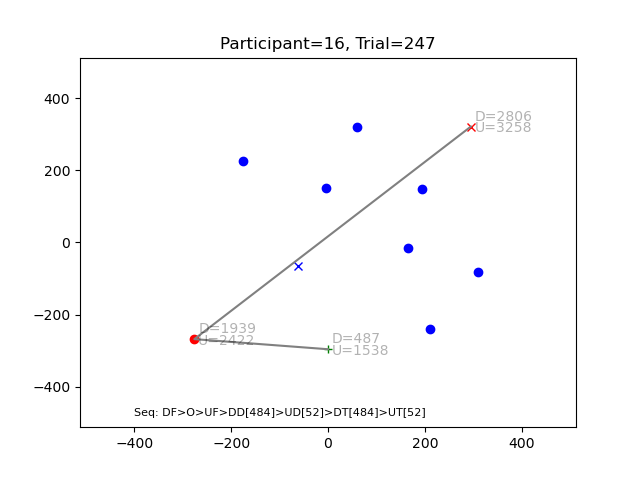 Participant=16, Trial=247
400
200
0
−200
−400
D=2806
U=3258
D=1939
U=2422
D=487
U=1538
Seq: DF>O>UF>DD[484]>UD[52]>DT[484]>UT[52]
−400
−200
0
200
400